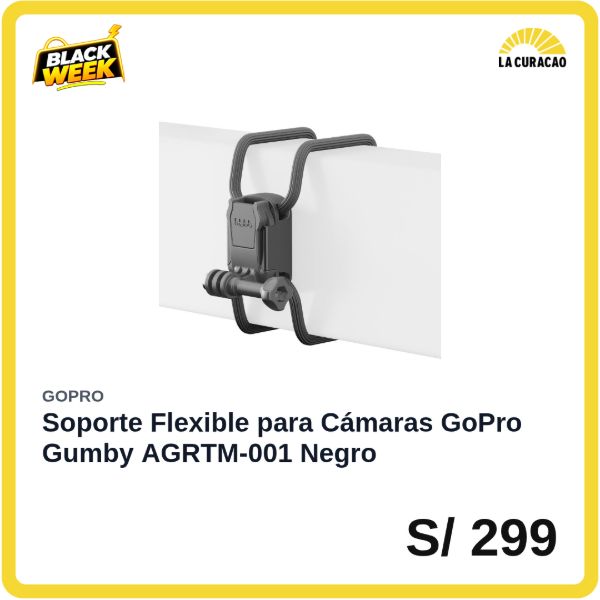 BLACK
WEEK
LA CURACAO
GOPRO
Soporte Flexible para Cámaras GoPro
Gumby AGRTM-001 Negro
S/ 299